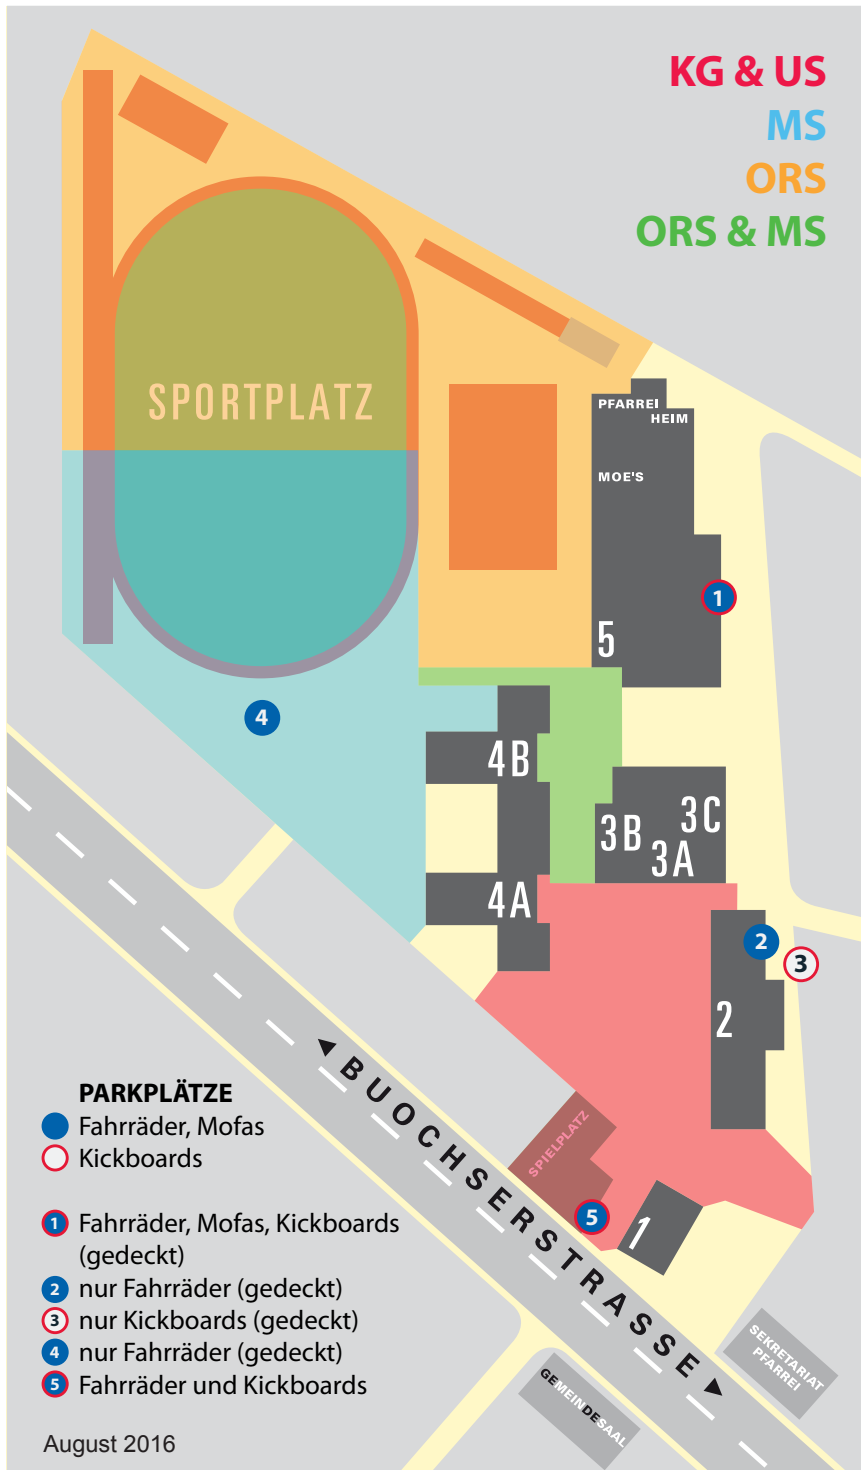 KG & US
MS
ORS
ORS & MS
SPORTPLATZ
PFARREI
HEIM
MOE'S
1
5
4
4B
3B
3C
3A
4A
2
3
2
◄ BUOCHSERSTRASSE ►
SPIELPLATZ
5
1
SEKRETARIAT
PFARREI
GEMEINDESAAL
PARKPLÄTZE
Fahrräder, Mofas
Kickboards
1 Fahrräder, Mofas, Kickboards
(gedeckt)
2 nur Fahrräder (gedeckt)
3 nur Kickboards (gedeckt)
4 nur Fahrräder (gedeckt)
5 Fahrräder und Kickboards
August 2016